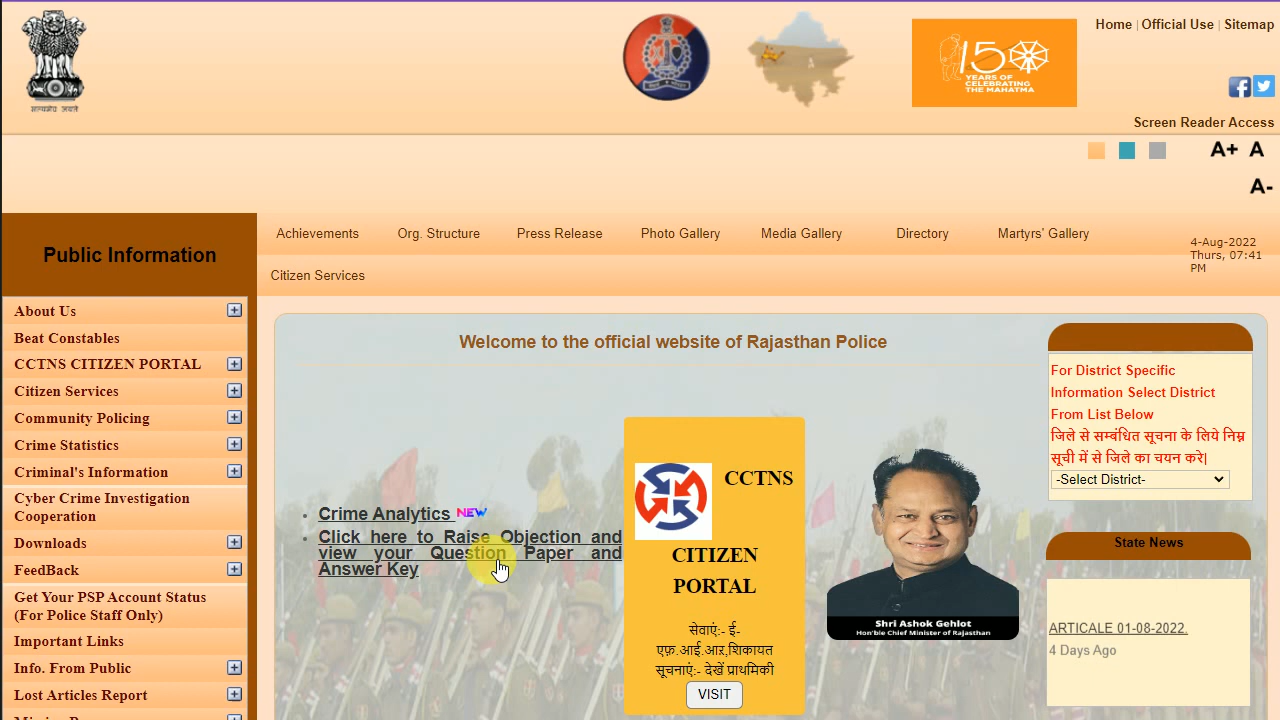 सत्यमेव जयते
150
YEARS OF
CELEBRATING
THE MAHATMA
Home | Official Use | Sitemap
Screen Reader Access
A+ A
A-
Public Information
Achievements Org. Structure Press Release Photo Gallery Media Gallery Directory Martyrs' Gallery
Citizen Services
4-Aug-2022
Thurs, 07:41
PM
About Us
Beat Constables
CCTNS CITIZEN PORTAL
Citizen Services
Community Policing
Crime Statistics
Criminal's Information
Cyber Crime Investigation
Cooperation
Downloads
FeedBack
Get Your PSP Account Status
(For Police Staff Only)
Important Links
Info. From Public
Lost Articles Report
Welcome to the official website of Rajasthan Police
Crime Analytics NEW
Click here to Raise Objection and
view your Question Paper and
Answer Key
CCTNS
CITIZEN
PORTAL
सेवाएं:- ई-
एफ़.आई.आर,शिकायत
सूचनाएं:- देखें प्राथमिकी
VISIT
Shri Ashok Gehlot
Hon'ble Chief Minister of Rajasthan
For District Specific
Information Select District
From List Below
जिले से सम्बंधित सूचना के लिये निम्न
सूची में से जिले का चयन करे|
-Select District-
State News
ARTICALE 01-08-2022.
4 Days Ago